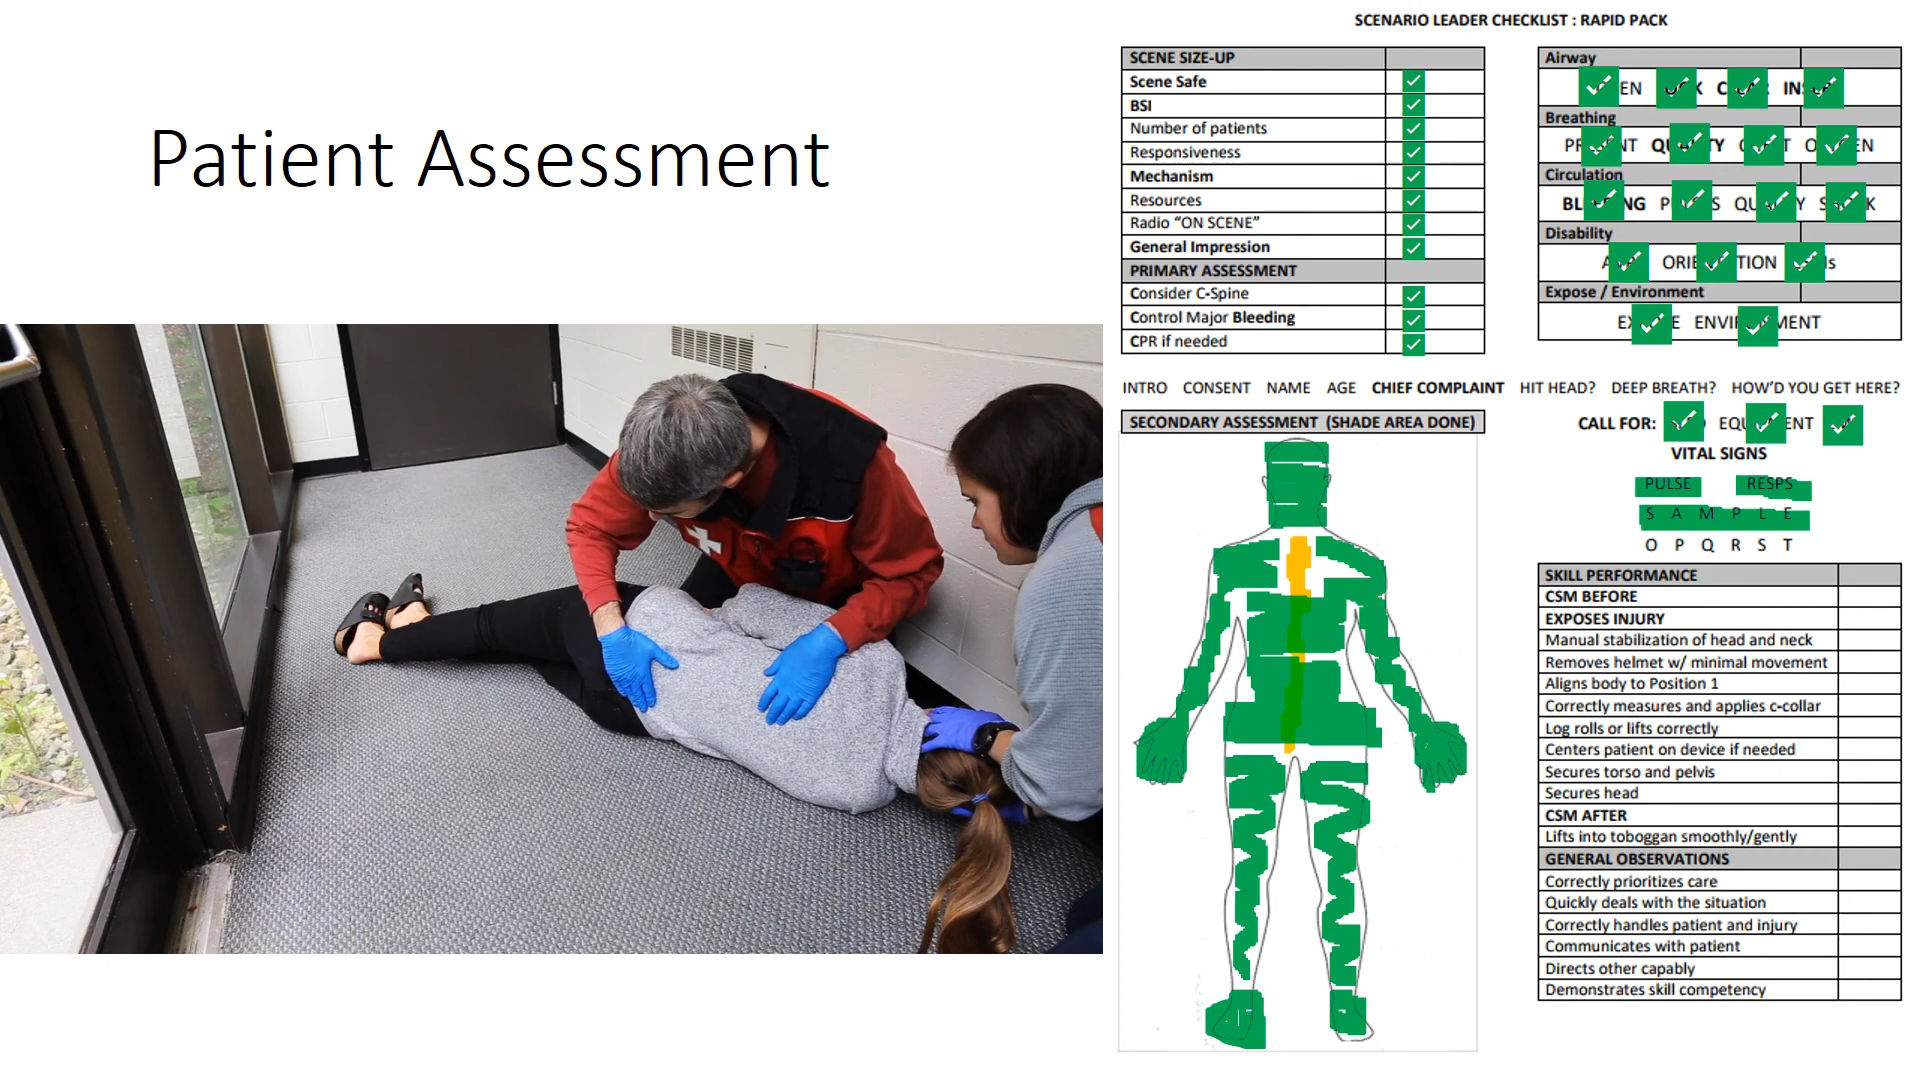 Patient Assessment
SCENARIO LEADER CHECKLIST : RAPID PACK
SCENE SIZE-UP
Scene Safe
BSI
Number of patients
Responsiveness
Mechanism
Resources
Radio “ON SCENE”
General Impression
PRIMARY ASSESSMENT
Consider C-Spine
Control Major Bleeding
CPR if needed
Airway
Breathing
Circulation
Disability
Expose / Environment
INTRO CONSENT NAME AGE CHIEF COMPLAINT HIT HEAD? DEEP BREATH? HOW’D YOU GET HERE?
SECONDARY ASSESSMENT (SHADE AREA DONE)
CALL FOR:
VITAL SIGNS
PULSE RESPS
S A M P L E
O P Q R S T
SKILL PERFORMANCE
CSM BEFORE
EXPOSES INJURY
Manual stabilization of head and neck
Removes helmet w/ minimal movement
Aligns body to Position 1
Correctly measures and applies c-collar
Log rolls or lifts correctly
Centers patient on device if needed
Secures torso and pelvis
Secures head
CSM AFTER
Lifts into toboggan smoothly/gently
GENERAL OBSERVATIONS
Correctly prioritizes care
Quickly deals with the situation
Correctly handles patient and injury
Communicates with patient
Directs other capably
Demonstrates skill competency